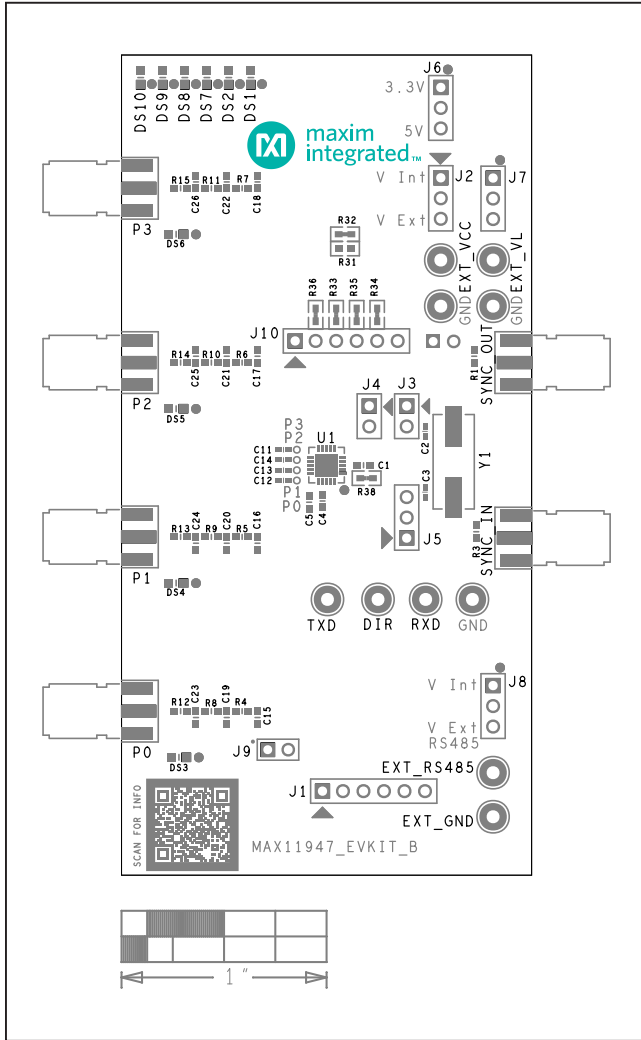 DS10
DS9
DS8
DS7
DS2
DS1
J6
3.3V
5V
maxim
integrated™
V Int
J2
J7
V Ext
R15
R11
R7
C26
C22
C18
P3
DS6
R32
R31
EXT_VCC
EXT_VL
GND
GND
R36
R33
R35
R34
J10
R14
R10
R6
C25
C21
C17
P2
DS5
R1
SYNC_OUT
J4
J3
P3
P2
U1
C11
C14
C13
C12
C1
R38
P1
P0
C5
C4
C2
C3
Y1
J5
C24
C20
C16
R13
R9
R5
P1
DS4
R3
SYNC_IN
TXD
DIR
RXD
GND
V Int
J8
V Ext
RS485
C23
C19
C15
R12
R8
R4
P0
DS3
J9
EXT_RS485
J1
EXT_GND
SCAN FOR INFO
MAX11947_EVKIT_B
1 "